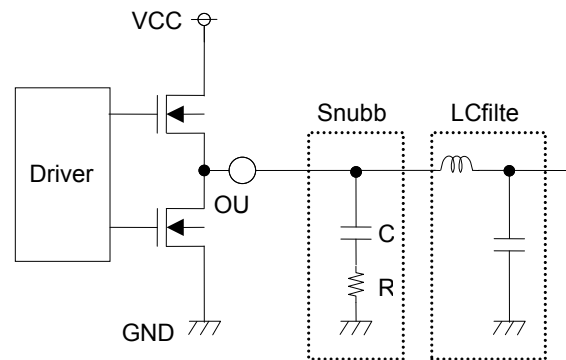 VCC
Snubb
LCfilte
Driver
OU
C
R
GND